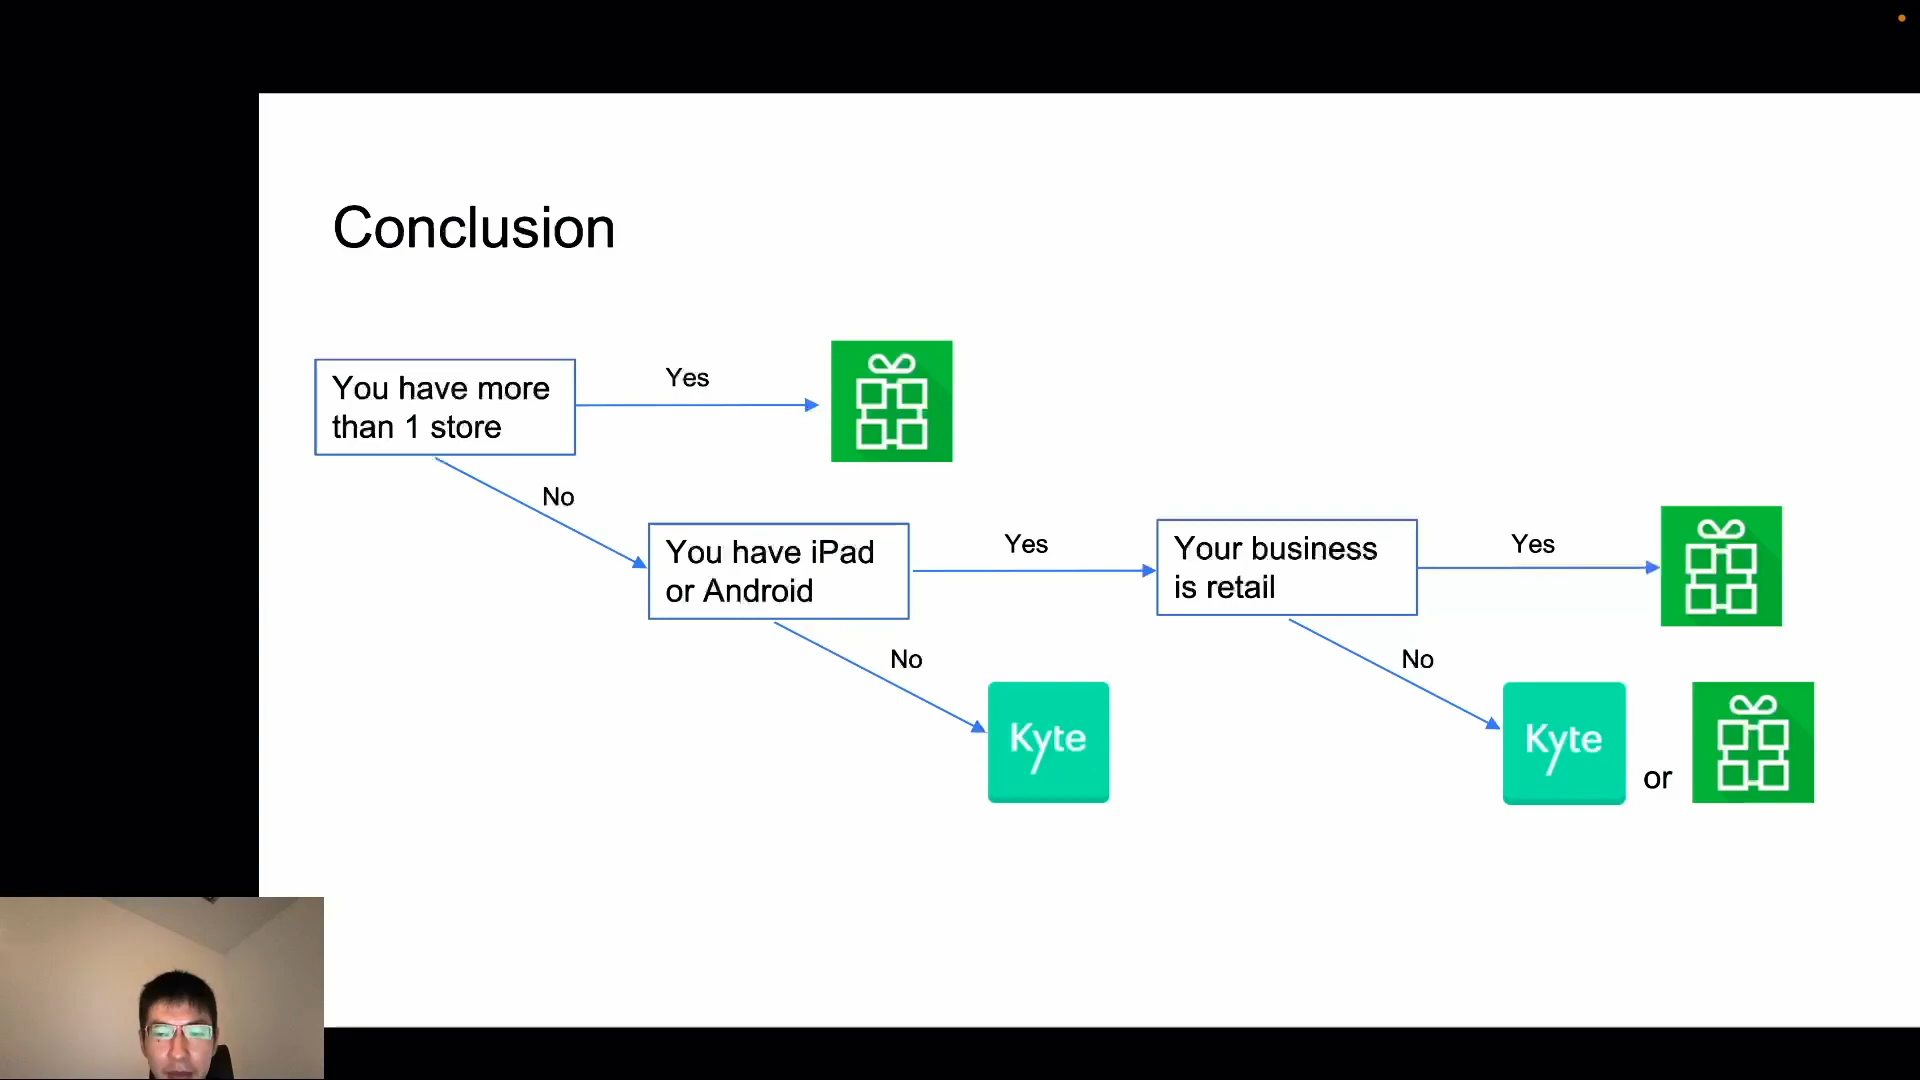 Conclusion
You have more
than 1 store
Yes
No
You have iPad
or Android
Yes
Your business
is retail
Yes
No
No
Kyte
Kyte
or